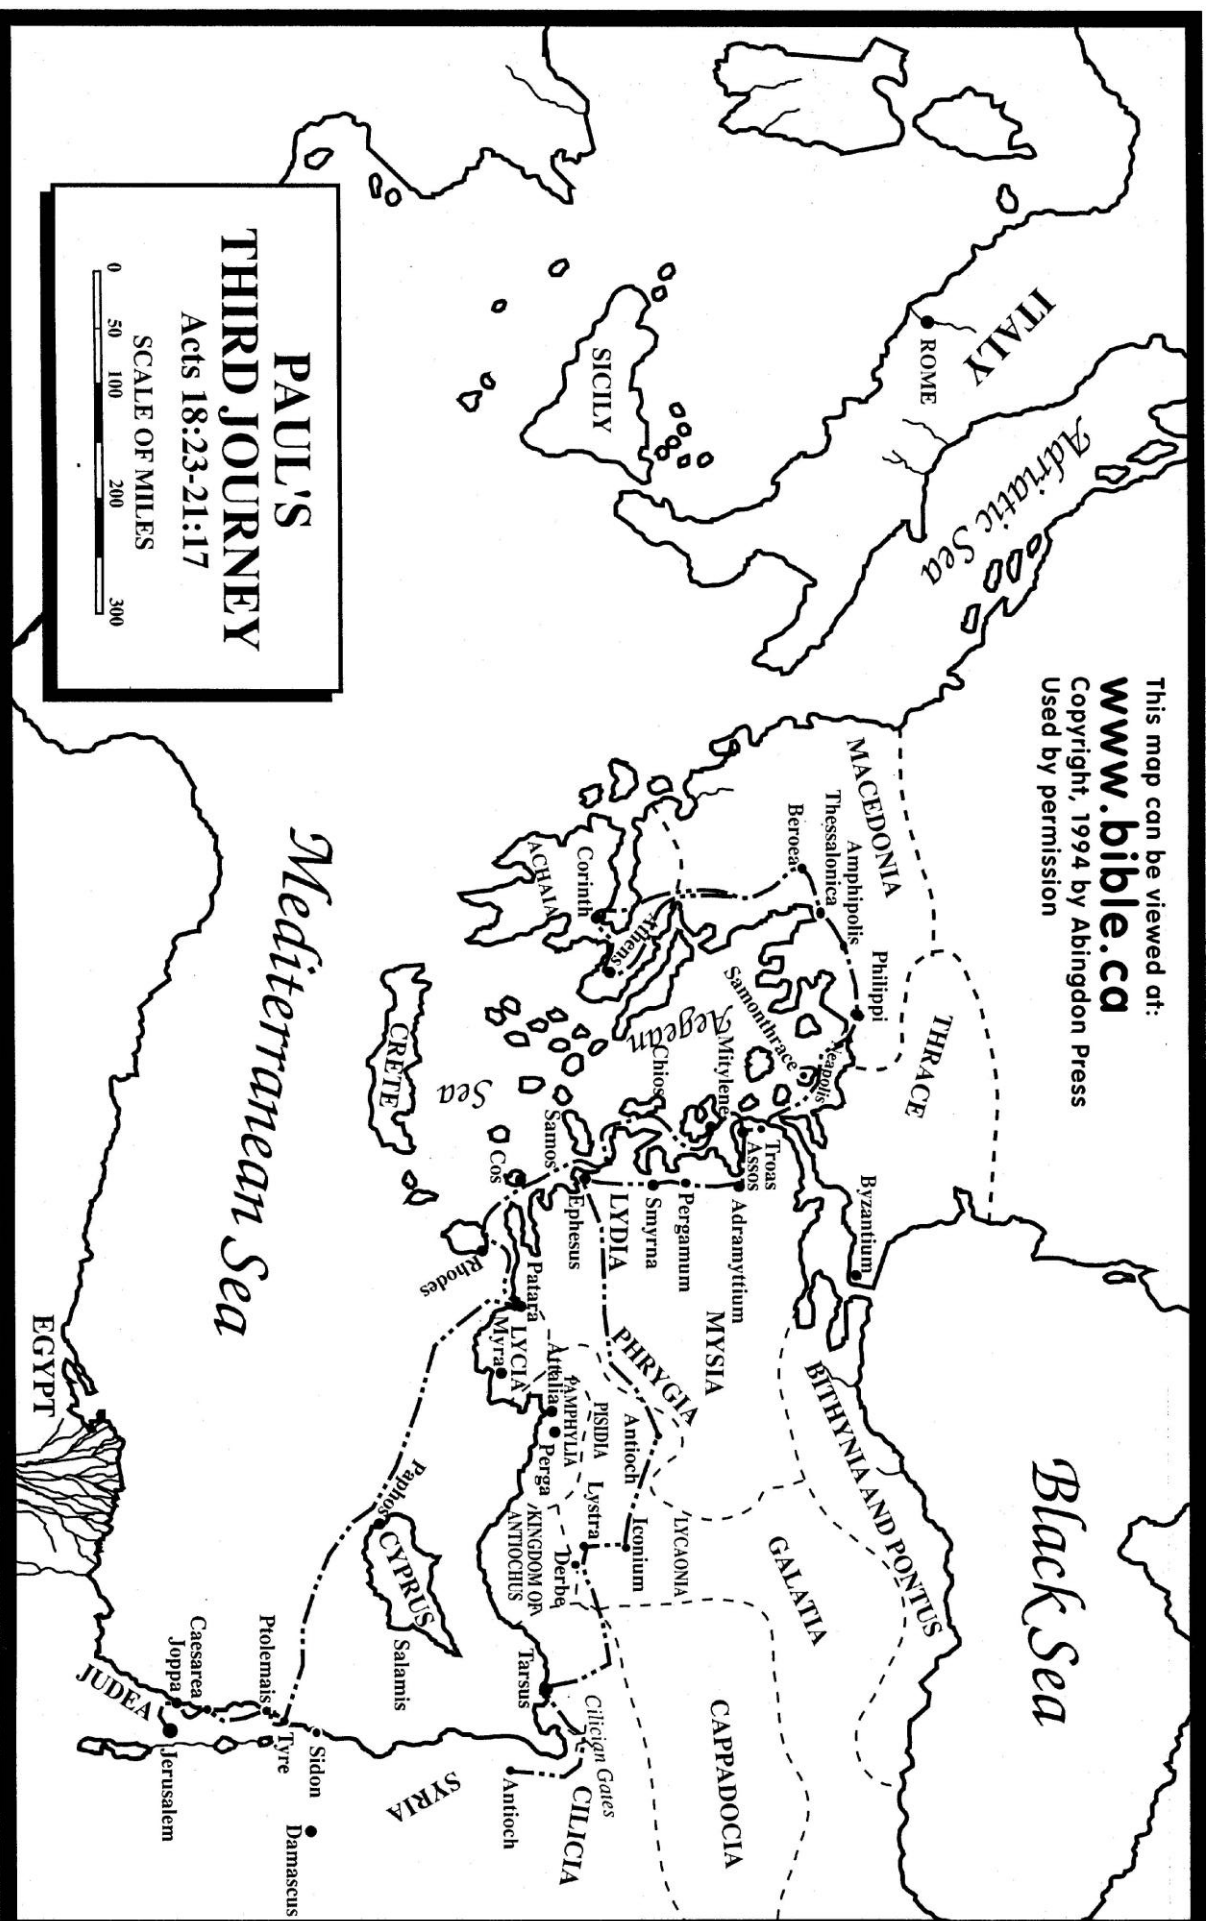 This map can be viewed at:
www.bible.ca
Copyright, 1994 by Abingdon Press
Used by permission
ITALY
ROME
Adriatic Sea
SICILY
MACEDONIA
THRACE
Black Sea
Thessalonica
Amphipolis
Philippi
Beroea
Neapolis
Samonthrace
Byzantium
BITHYNIA AND PONTUS
Troas
Assos
Adramyttium
MYSIA
GALATIA
CAPPADOCIA
Aegean
Sea
Mitylene
Chios
Pergamum
Smyrna
LYDIA
PHRYGIA
Antioch
LYCAONIA
Iconium
ACHAIA
Corinth
Athens
Samos
Ephesus
PISIDIA
Lystra
Derbe
PAMPHYLIA
Attalia
Perga
KINGDOM OF
ANTIOCHUS
Cilician Gates
CILICIA
Tarsus
Cos
Patara
LYCIA
Myra
Rhodes
Antioch
SYRIA
CRETE
Paphos
CYPRUS
Salamis
Mediterranean Sea
Sidon
Damascus
Tyre
Ptolemais
Caesarea
Joppa
Jerusalem
JUDEA
EGYPT
PAUL'S
THIRD JOURNEY
Acts 18:23-21:17
SCALE OF MILES
0 50 100 200 300